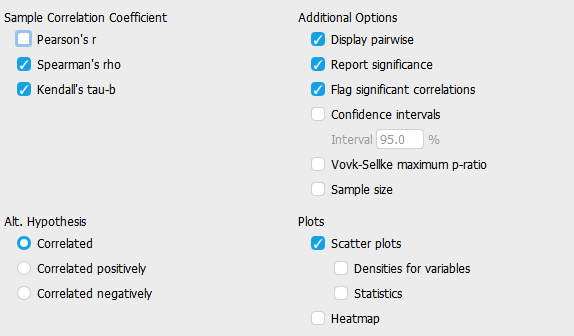 Sample Correlation Coefficient
Pearson's r
Spearman's rho
Kendall's tau-b
Additional Options
Display pairwise
Report significance
Flag significant correlations
Confidence intervals
Interval 95.0 %
Vovk-Sellke maximum p-ratio
Sample size
Alt. Hypothesis
Correlated
Correlated positively
Correlated negatively
Plots
Scatter plots
Densities for variables
Statistics
Heatmap